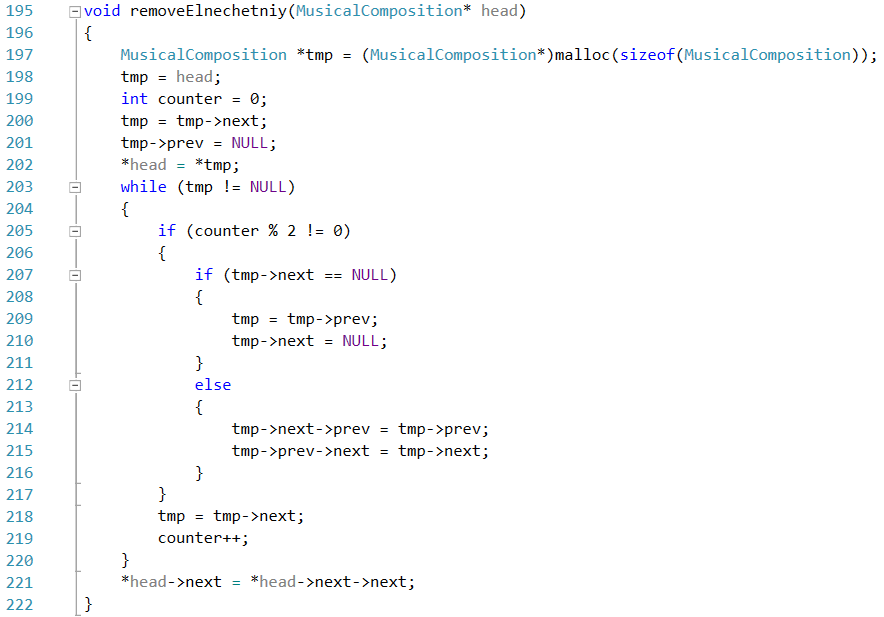 195 void removeElnechetniy(MusicalComposition* head)
196 {
197 MusicalComposition *tmp = (MusicalComposition*)malloc(sizeof(MusicalComposition));
198 tmp = head;
199 int counter = 0;
200 tmp = tmp->next;
201 tmp->prev = NULL;
202 *head = *tmp;
203 while (tmp != NULL)
204 {
205 if (counter % 2 != 0)
206 {
207 if (tmp->next == NULL)
208 {
209 tmp = tmp->prev;
210 tmp->next = NULL;
211 }
212 else
213 {
214 tmp->next->prev = tmp->prev;
215 tmp->prev->next = tmp->next;
216 }
217 }
218 tmp = tmp->next;
219 counter++;
220 }
221 *head->next = *head->next->next;
222 }